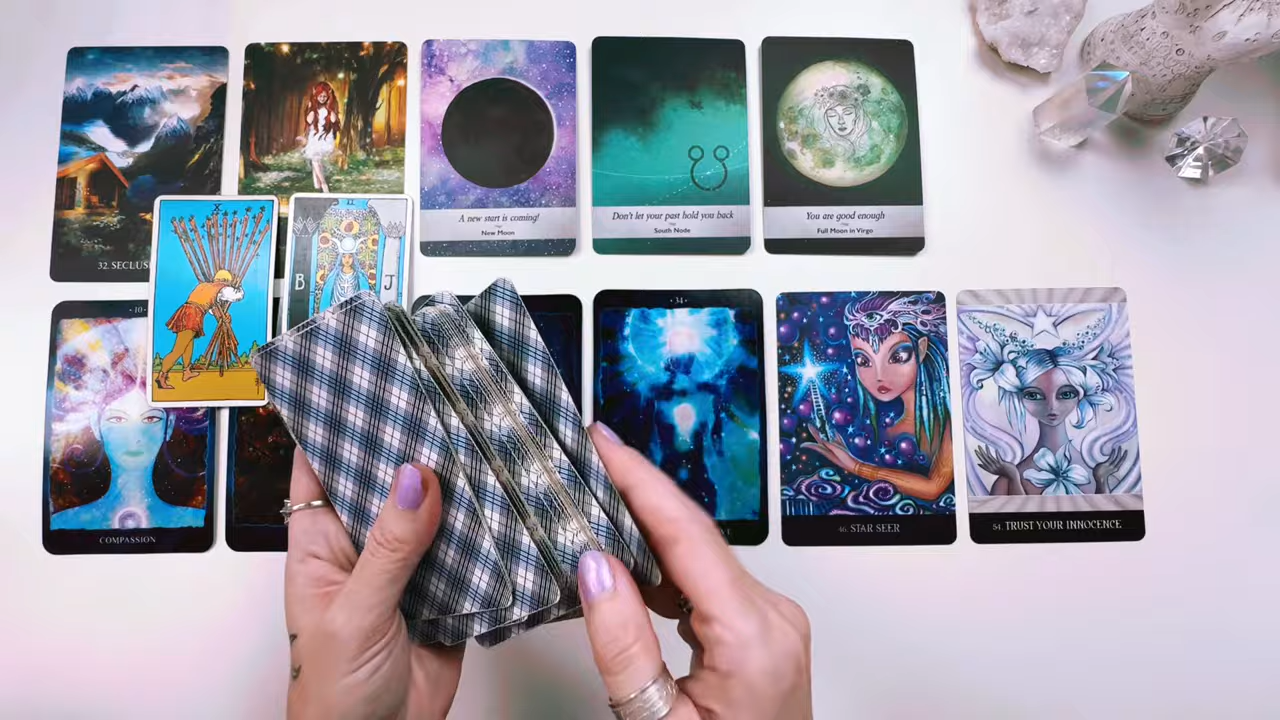 32. SECLUS
A new start is coming!
New Moon
Don't let your past hold you back
South Node
You are good enough
Full Moon in Virgo
X
II
B
J
- 10 -
COMPASSION
- 34 -
46. STAR SEER
54. TRUST YOUR INNOCENCE